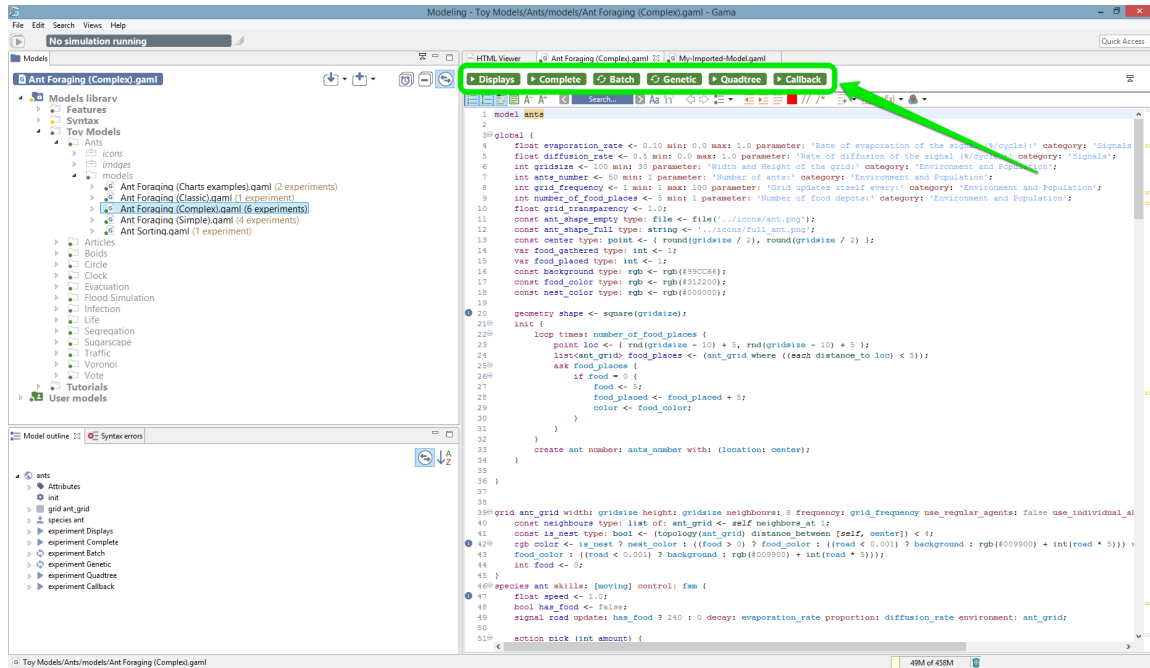 Modeling - Toy Models/Ants/models/Ant Foraging (Complex).gaml - Gama
File Edit Search Views Help
No simulation running
Quick Access
Models
Ant Foraging (Complex).gaml
Models library
Features
Syntax
Toy Models
Ants
icons
images
models
Ant Foraging (Charts examples).gaml (2 experiments)
Ant Foraging (Classic).gaml (1 experiment)
Ant Foraging (Complex).gaml (6 experiments)
Ant Foraging (Simple).gaml (4 experiments)
Ant Sorting.gaml (1 experiment)
Articles
Boids
Circle
Clock
Evacuation
Flood Simulation
Infection
Life
Segregation
Sugarscape
Traffic
Voronoi
Vote
Tutorials
User models
Model outline Syntax errors
ants
Attributes
init
grid ant_grid
species ant
experiment Displays
experiment Complete
experiment Batch
experiment Genetic
experiment Quadtree
experiment Callback
HTML Viewer Ant Foraging (Complex).gaml My-Imported-Model.gaml
Displays Complete Batch Genetic Quadtree Callback
Search...
1 model ants
2
3 global {
4 float evaporation_rate <- 0.10 min: 0.0 max: 1.0 parameter: 'Rate of evaporation of the signal (%/cycle):' category: 'Signals
5 float diffusion_rate <- 0.5 min: 0.0 max: 1.0 parameter: 'Rate of diffusion of the signal (%/cycle):' category: 'Signals';
6 int gridsize <- 100 min: 30 parameter: 'Width and Height of the grid:' category: 'Environment and Population';
7 int ants_number <- 50 min: 1 parameter: 'Number of ants:' category: 'Environment and Population';
8 int grid_frequency <- 1 min: 1 max: 100 parameter: 'Grid updates itself every:' category: 'Environment and Population';
9 int number_of_food_places <- 5 min: 1 parameter: 'Number of food depots:' category: 'Environment and Population';
10 float grid_transparency <- 1.0;
11 const ant_shape_empty type: file <- file('../icons/ant.png');
12 const ant_shape_full type: string <- '../icons/full_ant.png';
13 const center type: point <- { round(gridsize / 2), round(gridsize / 2) };
14 var food_gathered type: int <- 1;
15 var food_placed type: int <- 1;
16 const background type: rgb <- rgb(#99CC66);
17 const food_color type: rgb <- rgb(#312200);
18 const nest_color type: rgb <- rgb(#000000);
19
20 geometry shape <- square(gridsize);
21 init {
22 loop times: number_of_food_places {
23 point loc <- { rnd(gridsize - 10) + 5, rnd(gridsize - 10) + 5 };
24 list<ant_grid> food_places <- (ant_grid where ((each distance_to loc) < 5));
25 ask food_places {
26 if food = 0 {
27 food <- 5;
28 food_placed <- food_placed + 5;
29 color <- food_color;
30 }
31 }
32 }
33 create ant number: ants_number with: (location: center);
34 }
35
36 }
37
38
39 grid ant_grid width: gridsize height: gridsize neighbours: 8 frequency: grid_frequency use_regular_agents: false use_individual_sh
40 const neighbours type: list of: ant_grid <- self neighbors_at 1;
41 const is_nest type: bool <- (topology(ant_grid) distance_between [self, center]) < 4;
42 rgb color <- is_nest ? nest_color : ((food > 0) ? food_color : ((road < 0.001) ? background : rgb(#009900) + int(road * 5)))
43 food_color : ((road < 0.001) ? background : rgb(#009900) + int(road * 5)));
44 int food <- 0;
45 }
46 species ant skills: [moving] control: fsm {
47 float speed <- 1.0;
48 bool has_food <- false;
49 signal road update: has_food ? 240 : 0 decay: evaporation_rate proportion: diffusion_rate environment: ant_grid;
50
51 action pick (int amount) {
Toy Models/Ants/models/Ant Foraging (Complex).gaml
49M of 458M